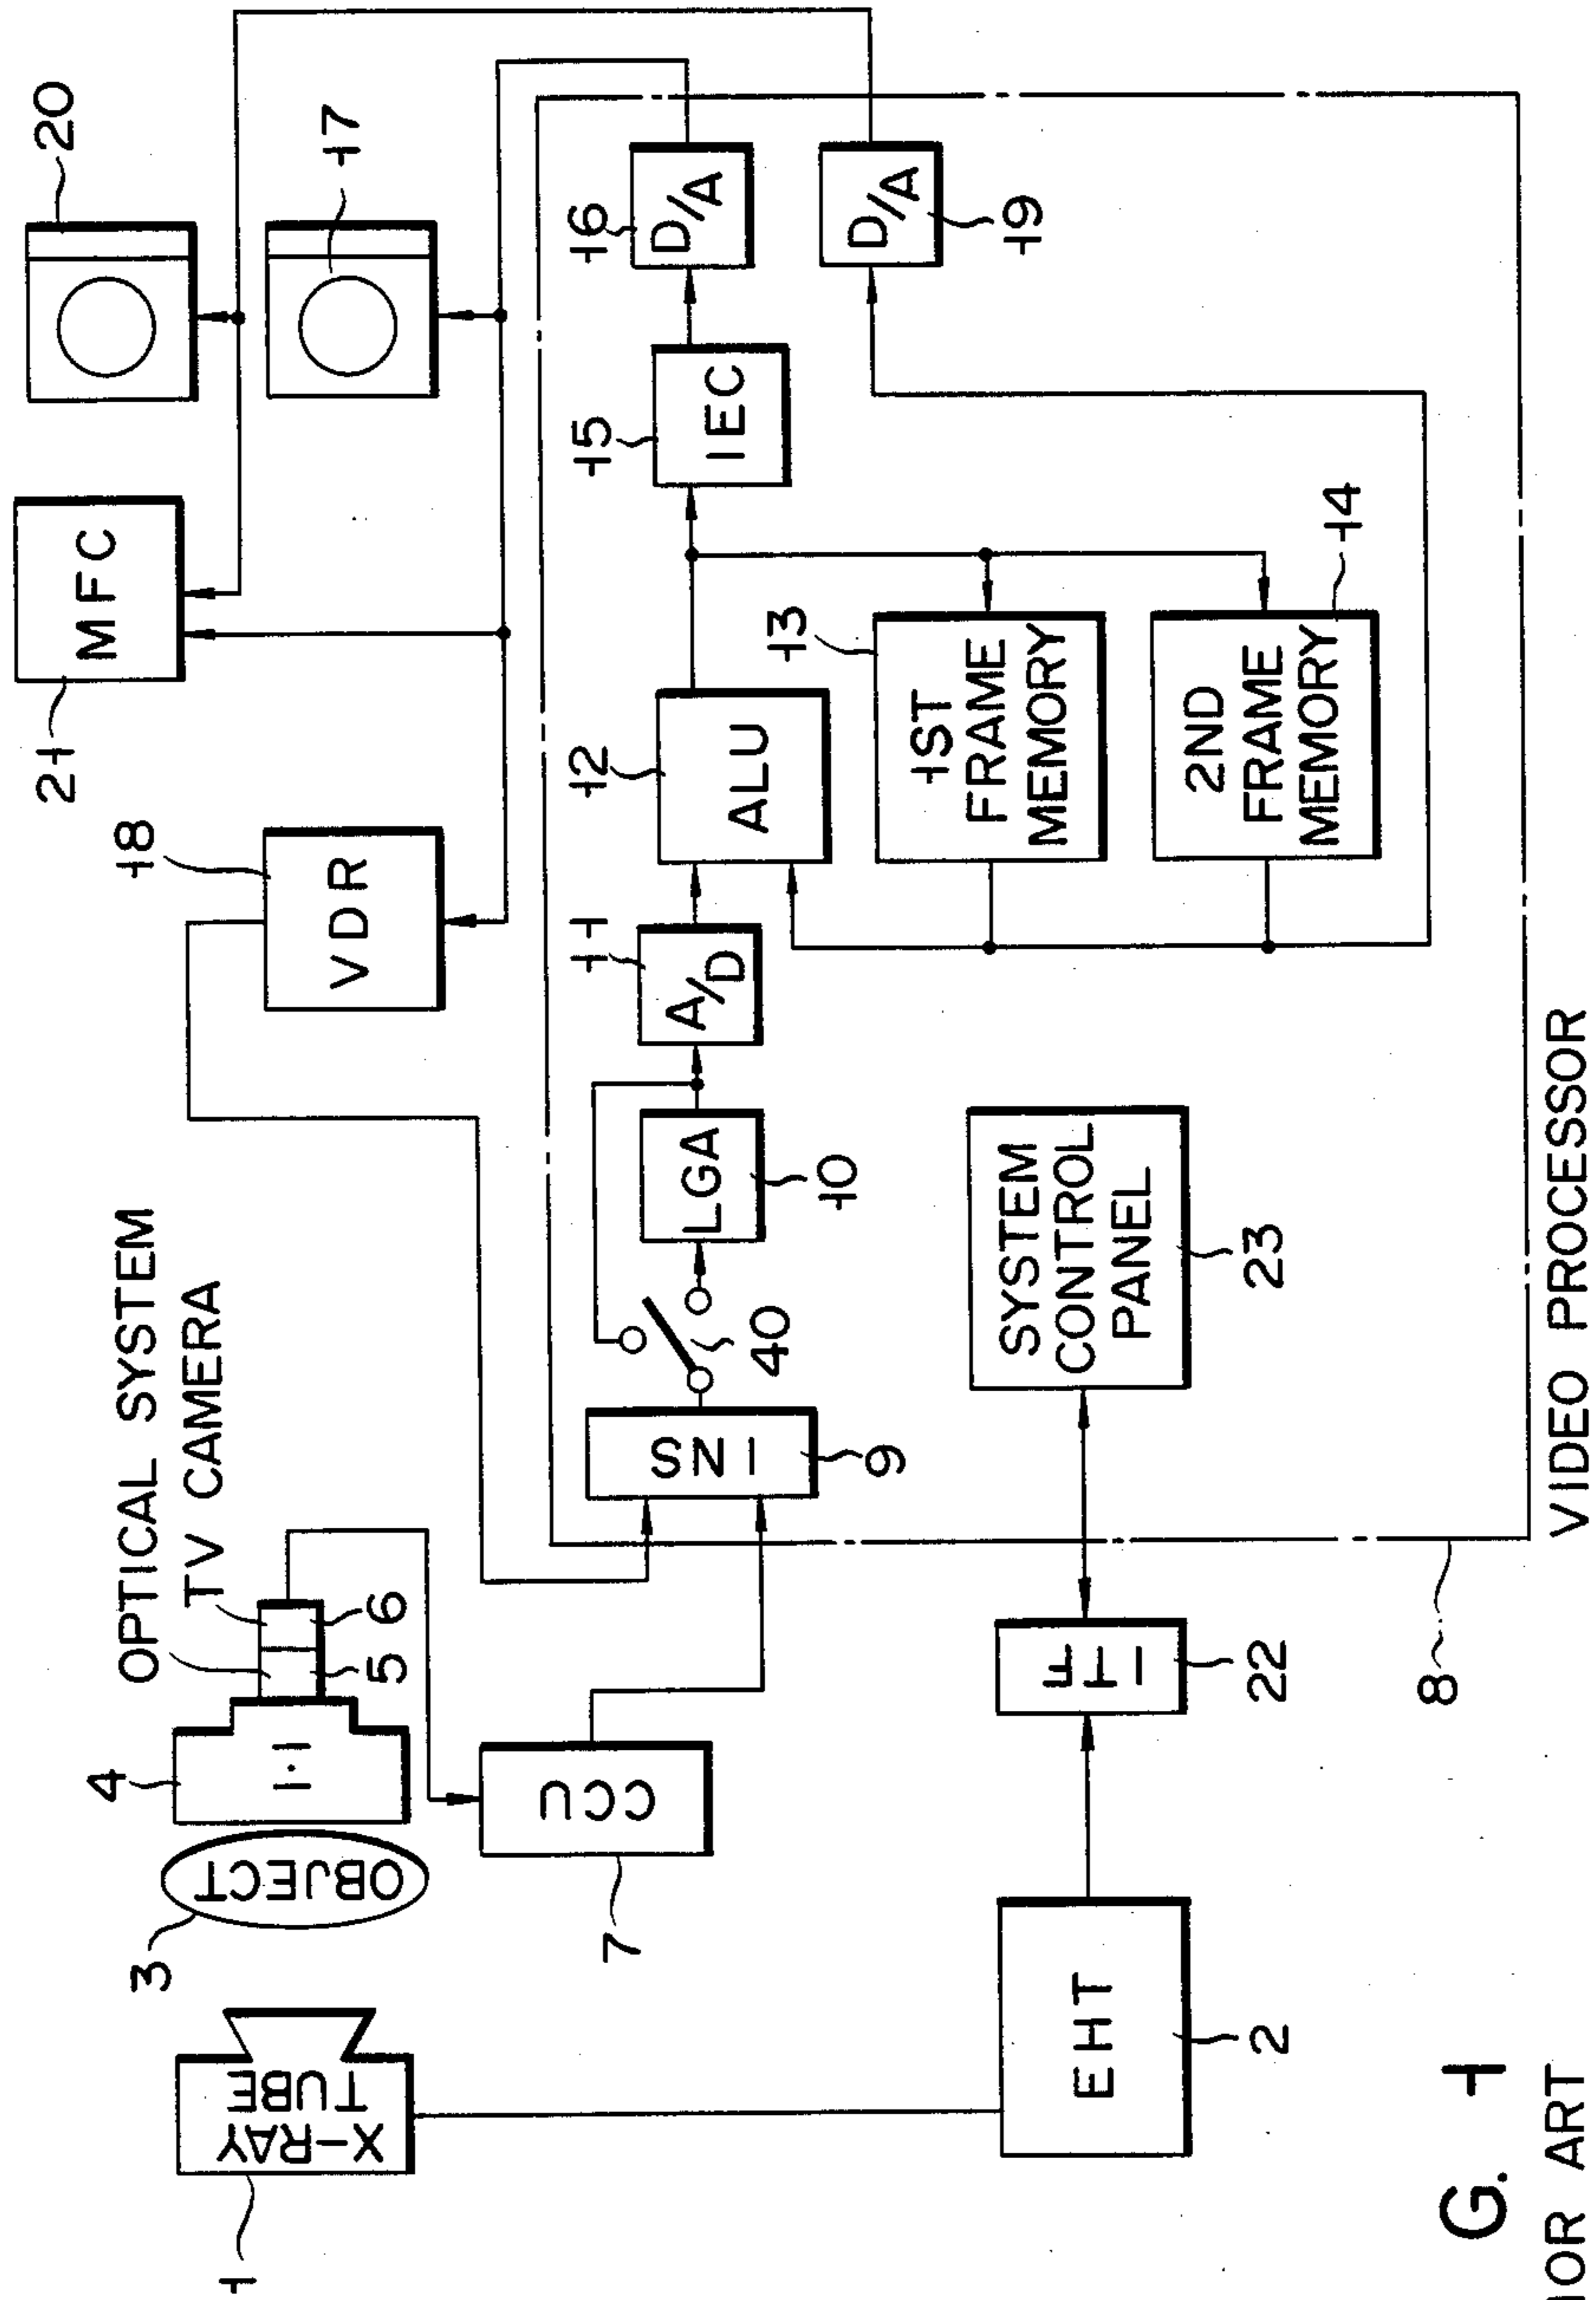 OPTICAL SYSTEM
TV CAMERA
1
X-RAY
TUBE
3
OBJECT
4
I·I
5
6
7
CCU
18
VDR
21
MFC
20
17
9
INS
40
10
LGA
11
A/D
12
ALU
15
IEC
16
D/A
19
D/A
13
1ST
FRAME
MEMORY
14
2ND
FRAME
MEMORY
2
EHT
22
ITF
23
SYSTEM
CONTROL
PANEL
8
VIDEO PROCESSOR
G. 1
ART